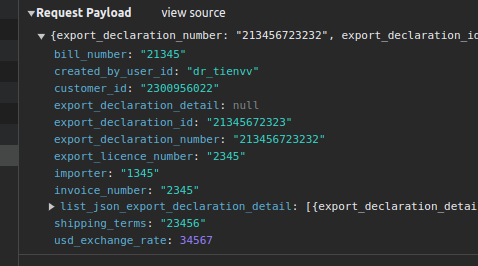 ▼Request Payload view source
▼{export_declaration_number: "213456723232", export_declaration_id
bill_number: "21345"
created_by_user_id: "dr_tienvv"
customer_id: "2300956022"
export_declaration_detail: null
export_declaration_id: "21345672323"
export_declaration_number: "213456723232"
export_licence_number: "2345"
importer: "1345"
invoice_number: "2345"
▶list_json_export_declaration_detail: [{export_declaration_detai
shipping_terms: "23456"
usd_exchange_rate: 34567